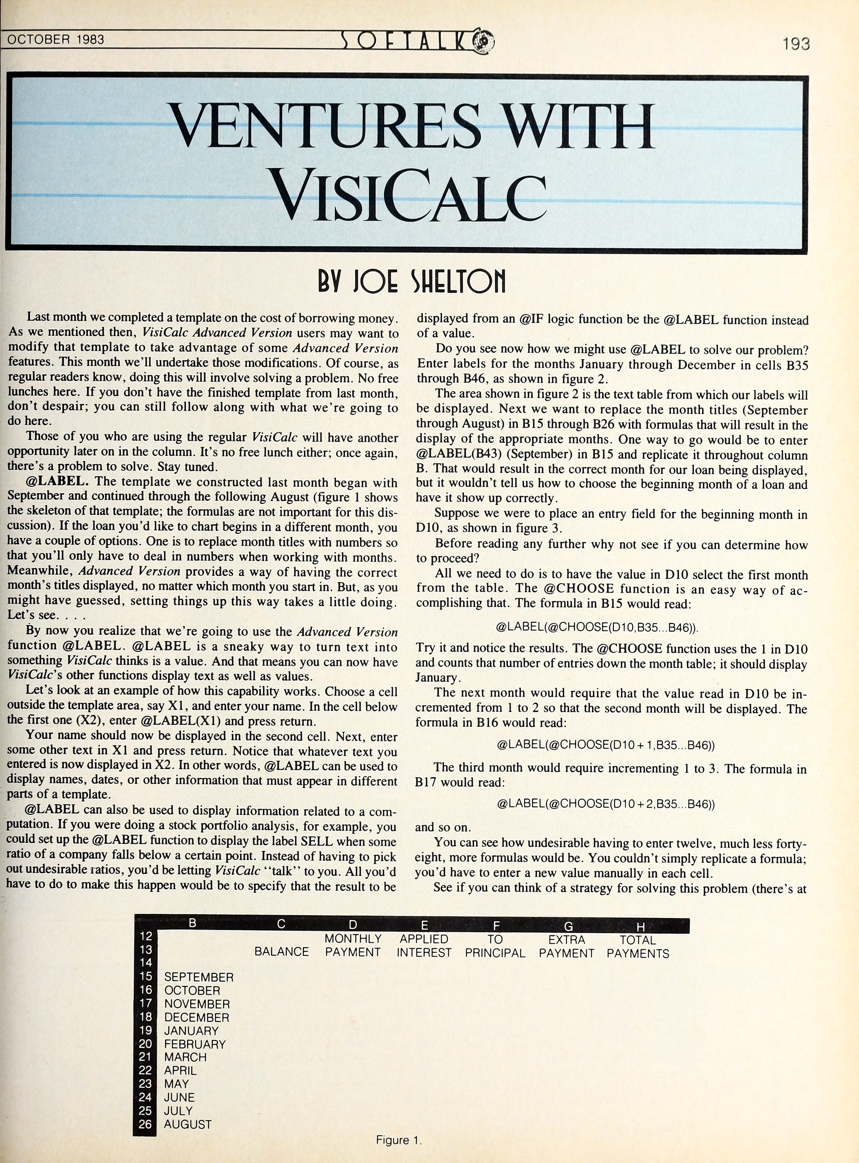 OCTOBER 1983
SOFTALK
193
VENTURES WITH
VISICALC
BY JOE SHELTON
Last month we completed a template on the cost of borrowing money.
As we mentioned then, VisiCalc Advanced Version users may want to
modify that template to take advantage of some Advanced Version
features. This month we'll undertake those modifications. Of course, as
regular readers know, doing this will involve solving a problem. No free
lunches here. If you don't have the finished template from last month,
don't despair; you can still follow along with what we're going to
do here.
Those of you who are using the regular VisiCalc will have another
opportunity later on in the column. It's no free lunch either; once again,
there's a problem to solve. Stay tuned.
@LABEL. The template we constructed last month began with
September and continued through the following August (figure 1 shows
the skeleton of that template; the formulas are not important for this dis-
cussion). If the loan you'd like to chart begins in a different month, you
have a couple of options. One is to replace month titles with numbers so
that you'll only have to deal in numbers when working with months.
Meanwhile, Advanced Version provides a way of having the correct
month's titles displayed, no matter which month you start in. But, as you
might have guessed, setting things up this way takes a little doing.
Let's see. . . .
By now you realize that we're going to use the Advanced Version
function @LABEL. @LABEL is a sneaky way to turn text into
something VisiCalc thinks is a value. And that means you can now have
VisiCalc's other functions display text as well as values.
Let's look at an example of how this capability works. Choose a cell
outside the template area, say X1, and enter your name. In the cell below
the first one (X2), enter @LABEL(X1) and press return.
Your name should now be displayed in the second cell. Next, enter
some other text in X1 and press return. Notice that whatever text you
entered is now displayed in X2. In other words, @LABEL can be used to
display names, dates, or other information that must appear in different
parts of a template.
@LABEL can also be used to display information related to a com-
putation. If you were doing a stock portfolio analysis, for example, you
could set up the @LABEL function to display the label SELL when some
ratio of a company falls below a certain point. Instead of having to pick
out undesirable ratios, you'd be letting VisiCalc "talk" to you. All you'd
have to do to make this happen would be to specify that the result to be
displayed from an @IF logic function be the @LABEL function instead
of a value.
Do you see now how we might use @LABEL to solve our problem?
Enter labels for the months January through December in cells B35
through B46, as shown in figure 2.
The area shown in figure 2 is the text table from which our labels will
be displayed. Next we want to replace the month titles (September
through August) in B15 through B26 with formulas that will result in the
display of the appropriate months. One way to go would be to enter
@LABEL(B43) (September) in B15 and replicate it throughout column
B. That would result in the correct month for our loan being displayed,
but it wouldn't tell us how to choose the beginning month of a loan and
have it show up correctly.
Suppose we were to place an entry field for the beginning month in
D10, as shown in figure 3.
Before reading any further why not see if you can determine how
to proceed?
All we need to do is to have the value in D10 select the first month
from the table. The @CHOOSE function is an easy way of ac-
complishing that. The formula in B15 would read:
@LABEL(@CHOOSE(D10,B35...B46)).
Try it and notice the results. The @CHOOSE function uses the 1 in D10
and counts that number of entries down the month table; it should display
January.
The next month would require that the value read in D10 be in-
cremented from 1 to 2 so that the second month will be displayed. The
formula in B16 would read:
@LABEL(@CHOOSE(D10+1,B35...B46))
The third month would require incrementing 1 to 3. The formula in
B17 would read:
@LABEL(@CHOOSE(D10+2,B35...B46))
and so on.
You can see how undesirable having to enter twelve, much less forty-
eight, more formulas would be. You couldn't simply replicate a formula;
you'd have to enter a new value manually in each cell.
See if you can think of a strategy for solving this problem (there's at
B C D E F G H
12 MONTHLY APPLIED TO EXTRA TOTAL
13 BALANCE PAYMENT INTEREST PRINCIPAL PAYMENT PAYMENTS
14
15 SEPTEMBER
16 OCTOBER
17 NOVEMBER
18 DECEMBER
19 JANUARY
20 FEBRUARY
21 MARCH
22 APRIL
23 MAY
24 JUNE
25 JULY
26 AUGUST
Figure 1.